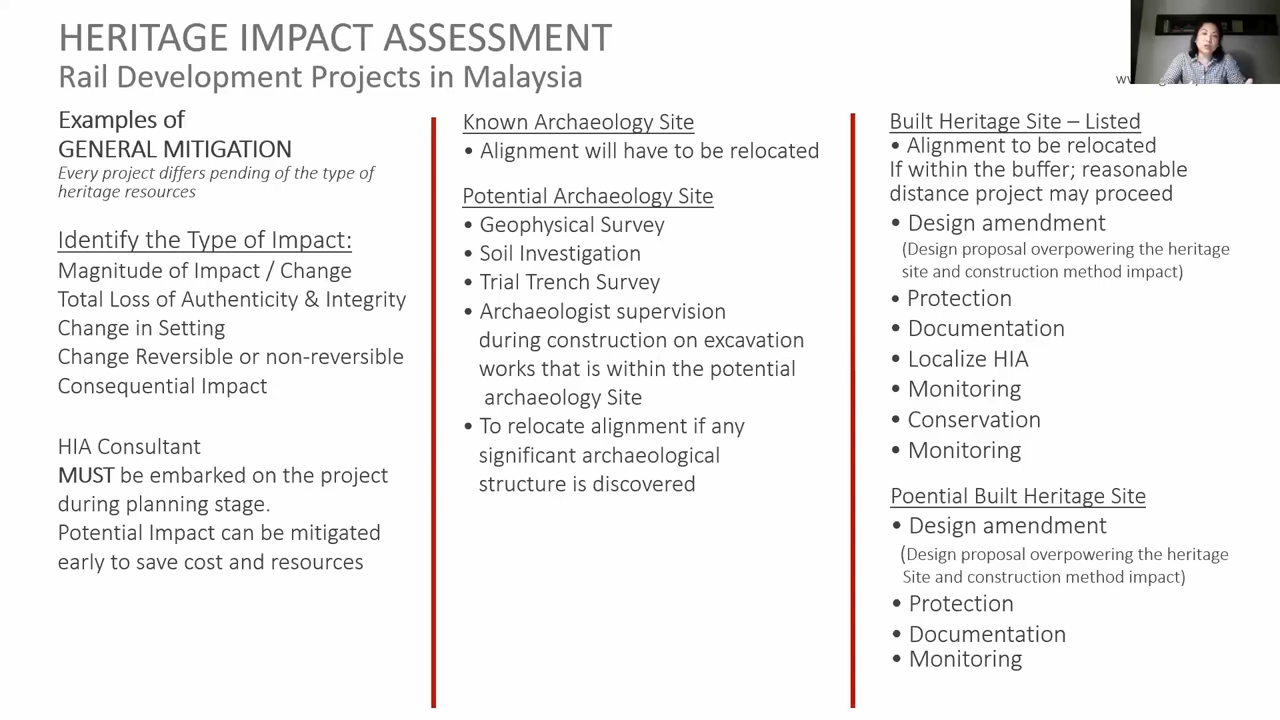 HERITAGE IMPACT ASSESSMENT
Rail Development Projects in Malaysia
Examples of
GENERAL MITIGATION
Every project differs pending of the type of
heritage resources
Identify the Type of Impact:
Magnitude of Impact / Change
Total Loss of Authenticity & Integrity
Change in Setting
Change Reversible or non-reversible
Consequential Impact
HIA Consultant
MUST be embarked on the project
during planning stage.
Potential Impact can be mitigated
early to save cost and resources
Known Archaeology Site
• Alignment will have to be relocated
Potential Archaeology Site
• Geophysical Survey
• Soil Investigation
• Trial Trench Survey
• Archaeologist supervision
during construction on excavation
works that is within the potential
archaeology Site
• To relocate alignment if any
significant archaeological
structure is discovered
Built Heritage Site – Listed
• Alignment to be relocated
If within the buffer; reasonable
distance project may proceed
• Design amendment
(Design proposal overpowering the heritage
site and construction method impact)
• Protection
• Documentation
• Localize HIA
• Monitoring
• Conservation
• Monitoring
Poential Built Heritage Site
• Design amendment
(Design proposal overpowering the heritage
Site and construction method impact)
• Protection
• Documentation
• Monitoring